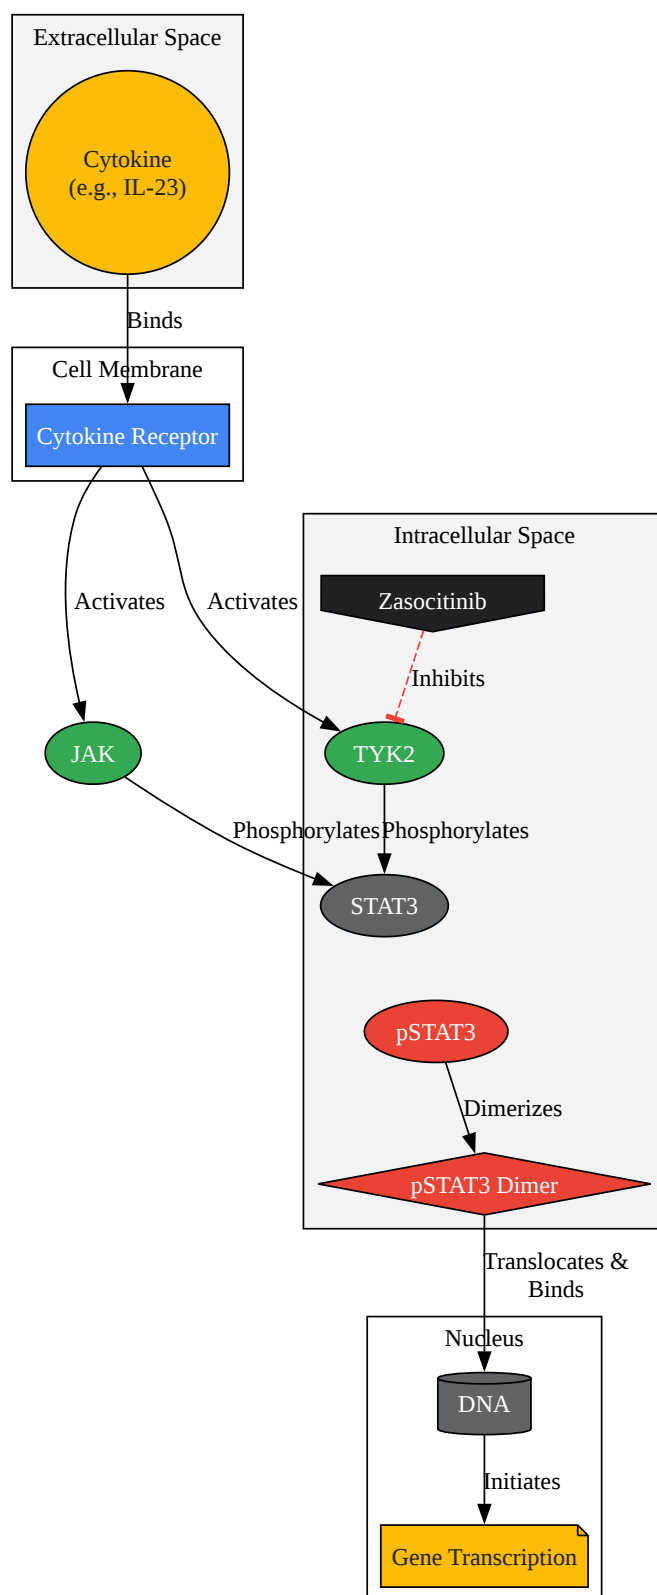 Extracellular Space
Cytokine
(e.g., IL-23)
Binds
Cell Membrane
Cytokine Receptor
Intracellular Space
Activates
Activates
Zasocitinib
Inhibits
JAK
TYK2
Phosphorylates
Phosphorylates
STAT3
pSTAT3
Dimerizes
pSTAT3 Dimer
Translocates &
Binds
Nucleus
DNA
Initiates
Gene Transcription